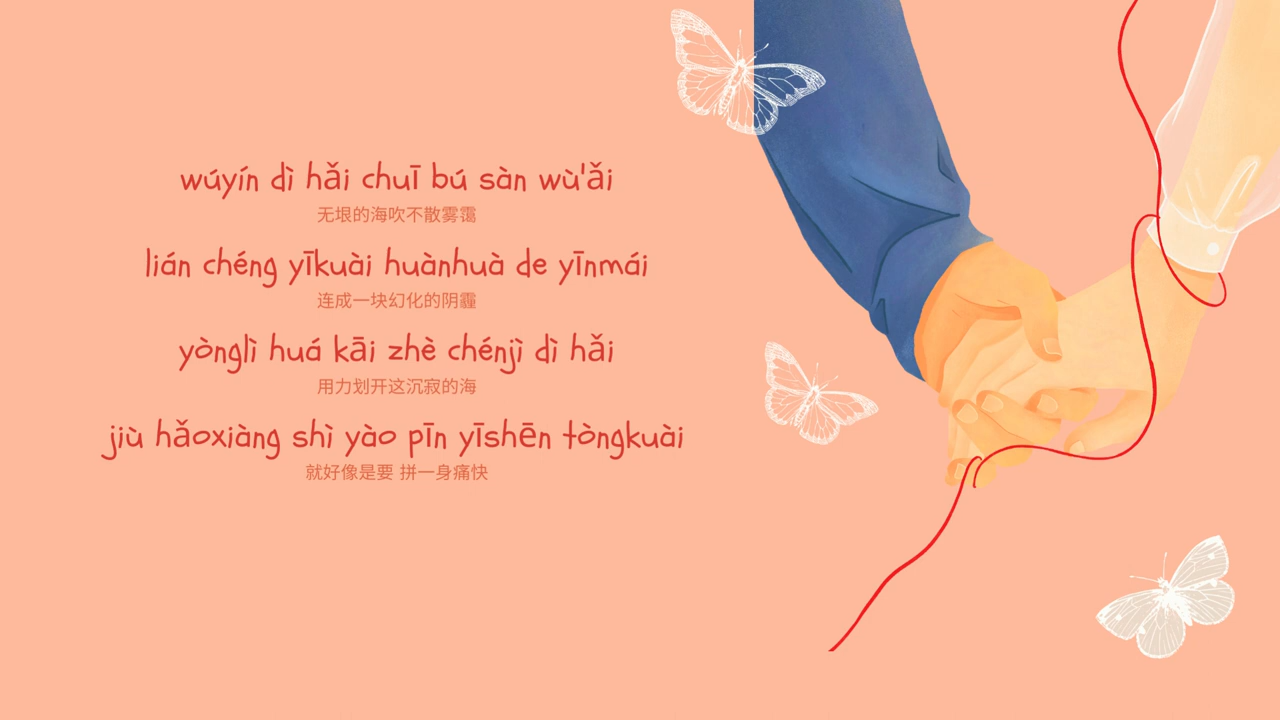 wúyín dì hǎi chuī bú sàn wù'ǎi
无垠的海吹不散雾霭
lián chéng yīkuài huànhuà de yīnmái
连成一块幻化的阴霾
yònglì huá kāi zhè chénjì dì hǎi
用力划开这沉寂的海
jiù hǎoxiàng shì yào pīn yīshēn tòngkuài
就好像是要 拼一身痛快